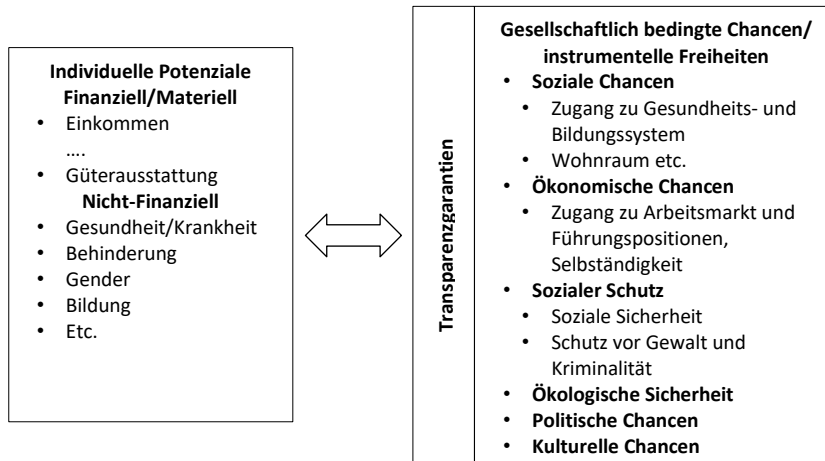 Individuelle Potenziale
Finanziell/Materiell
• Einkommen
….
• Güterausstattung
Nicht-Finanziell
• Gesundheit/Krankheit
• Behinderung
• Gender
• Bildung
• Etc.
Transparenzgarantien
Gesellschaftlich bedingte Chancen/
instrumentelle Freiheiten
• Soziale Chancen
• Zugang zu Gesundheits- und
Bildungssystem
• Wohnraum etc.
• Ökonomische Chancen
• Zugang zu Arbeitsmarkt und
Führungspositionen,
Selbständigkeit
• Sozialer Schutz
• Soziale Sicherheit
• Schutz vor Gewalt und
Kriminalität
• Ökologische Sicherheit
• Politische Chancen
• Kulturelle Chancen